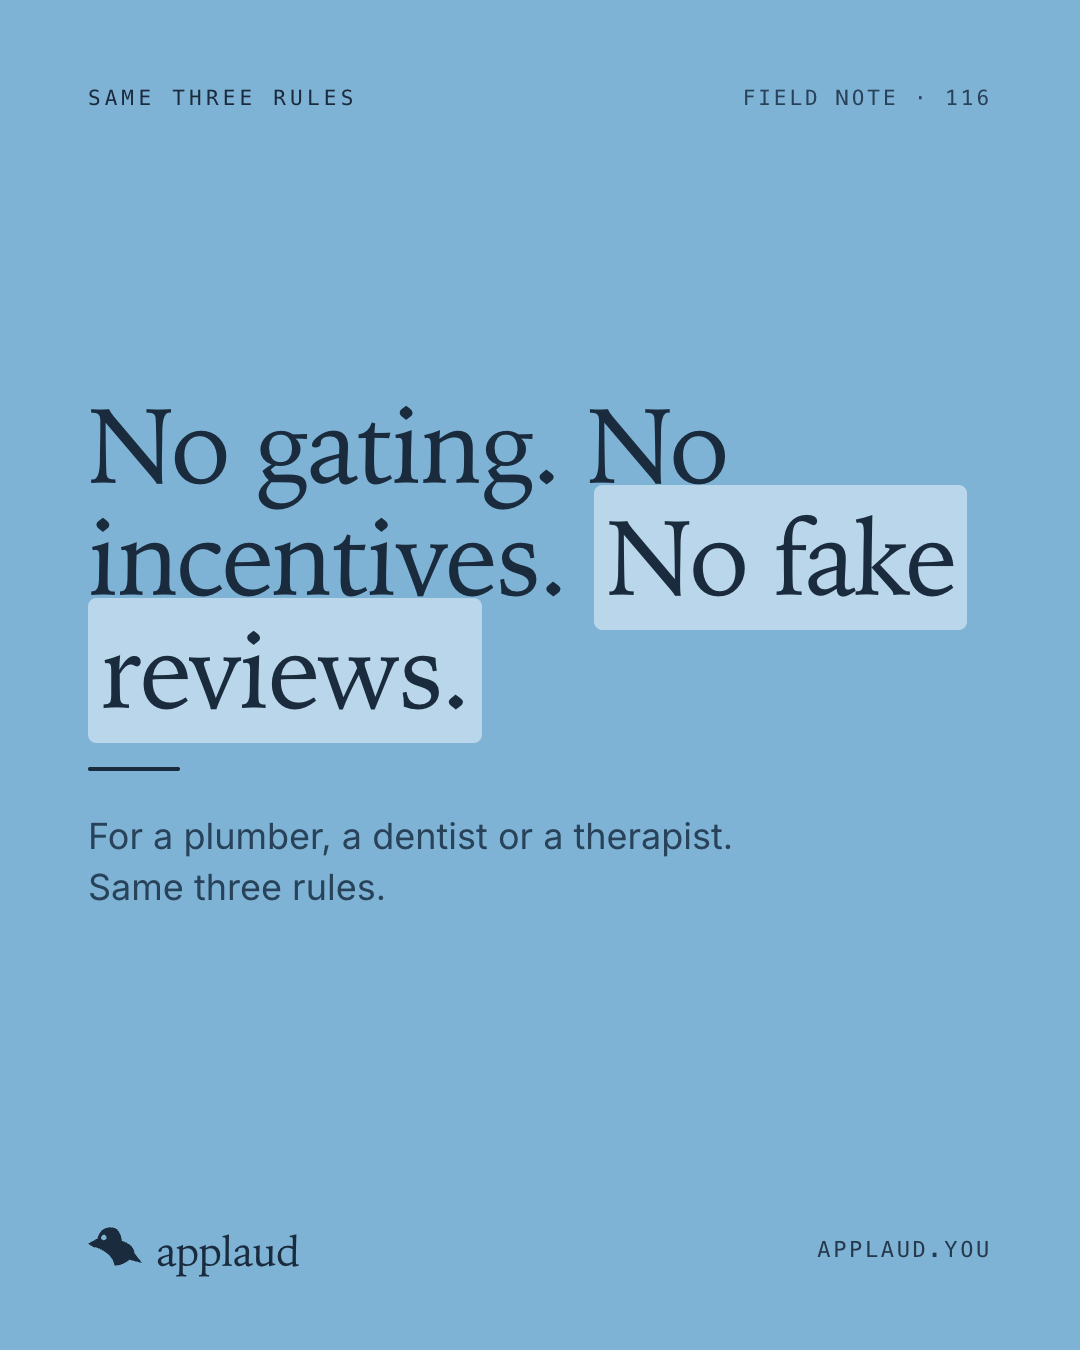 SAME THREE RULES
FIELD NOTE · 116
No gating. No
incentives. No fake
reviews.
For a plumber, a dentist or a therapist.
Same three rules.
applaud
APPLAUD.YOU